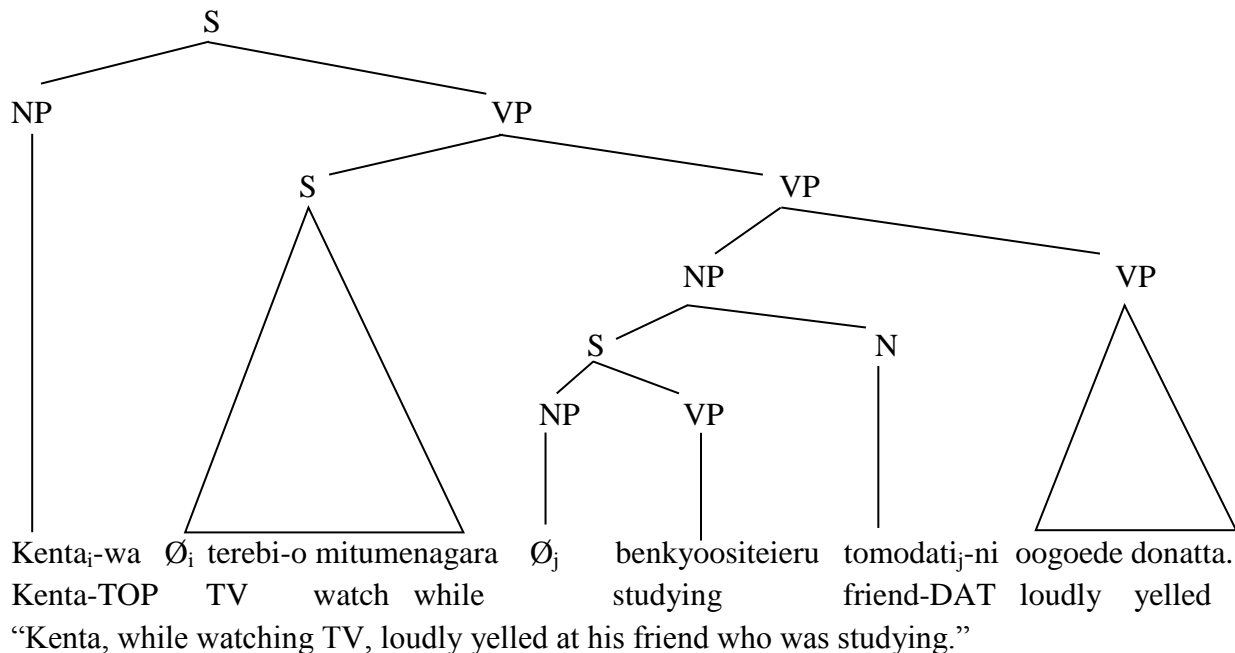 S
NP VP
S VP
NP VP
S N
NP VP
Kentaᵢ-wa Øᵢ terebi-o mitumenagara Øⱼ benkyoositeieru tomodatiⱼ-ni oogoede donatta.
Kenta-TOP TV watch while studying friend-DAT loudly yelled
“Kenta, while watching TV, loudly yelled at his friend who was studying.”